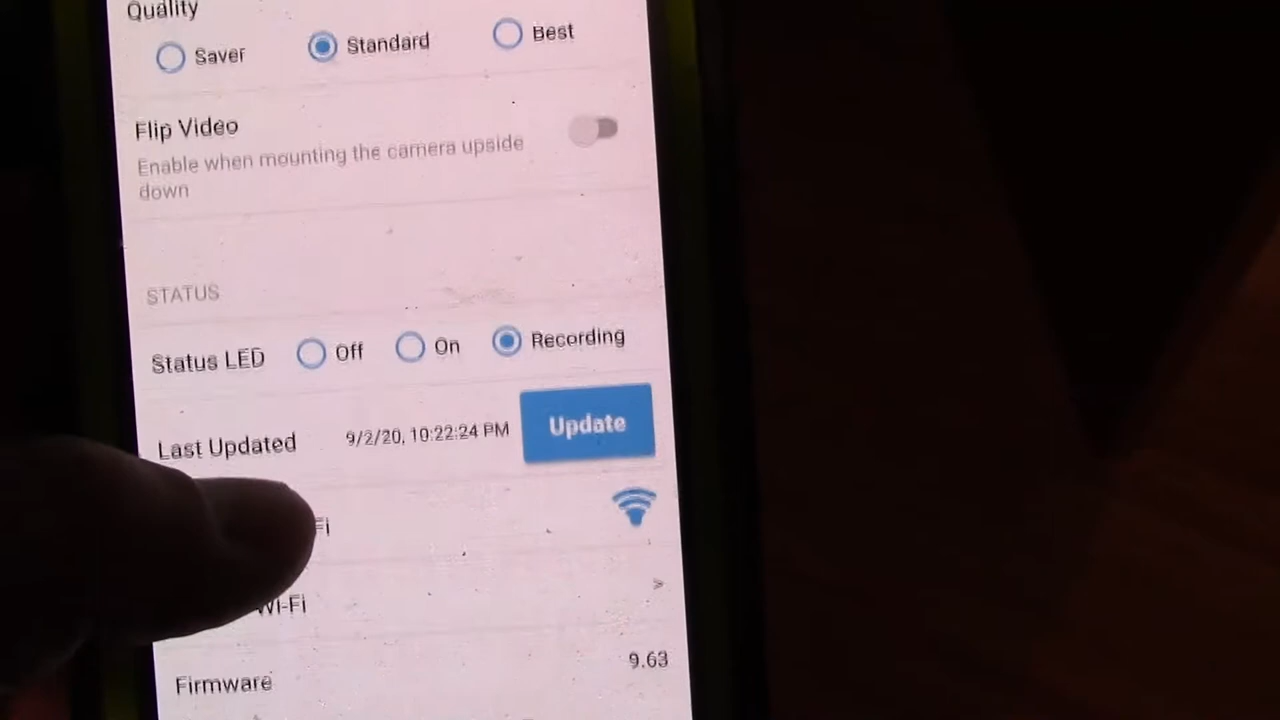 Quality
Saver Standard Best
Flip Video
Enable when mounting the camera upside
down
STATUS
Status LED Off On Recording
Last Updated 9/2/20, 10:22:24 PM Update
Fi
Wi-Fi >
Firmware 9.63